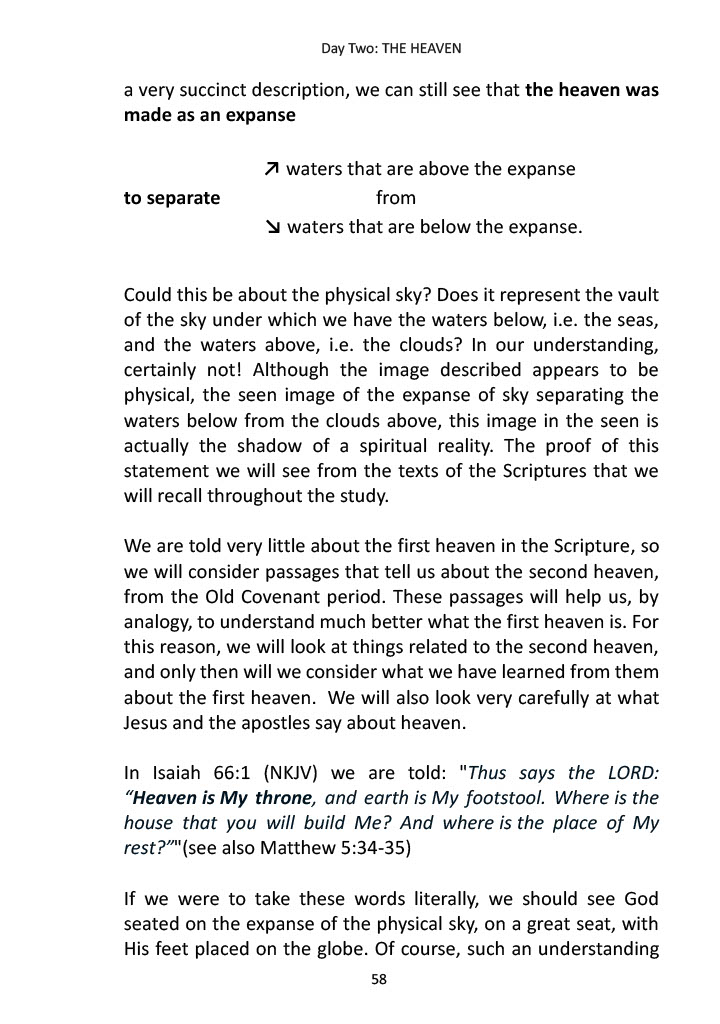 Day Two: THE HEAVEN
a very succinct description, we can still see that the heaven was
made as an expanse
↗ waters that are above the expanse
to separate from
↘ waters that are below the expanse.
Could this be about the physical sky? Does it represent the vault
of the sky under which we have the waters below, i.e. the seas,
and the waters above, i.e. the clouds? In our understanding,
certainly not! Although the image described appears to be
physical, the seen image of the expanse of sky separating the
waters below from the clouds above, this image in the seen is
actually the shadow of a spiritual reality. The proof of this
statement we will see from the texts of the Scriptures that we
will recall throughout the study.
We are told very little about the first heaven in the Scripture, so
we will consider passages that tell us about the second heaven,
from the Old Covenant period. These passages will help us, by
analogy, to understand much better what the first heaven is. For
this reason, we will look at things related to the second heaven,
and only then will we consider what we have learned from them
about the first heaven. We will also look very carefully at what
Jesus and the apostles say about heaven.
In Isaiah 66:1 (NKJV) we are told: "Thus says the LORD:
“Heaven is My throne, and earth is My footstool. Where is the
house that you will build Me? And where is the place of My
rest?”"(see also Matthew 5:34-35)
If we were to take these words literally, we should see God
seated on the expanse of the physical sky, on a great seat, with
His feet placed on the globe. Of course, such an understanding
58